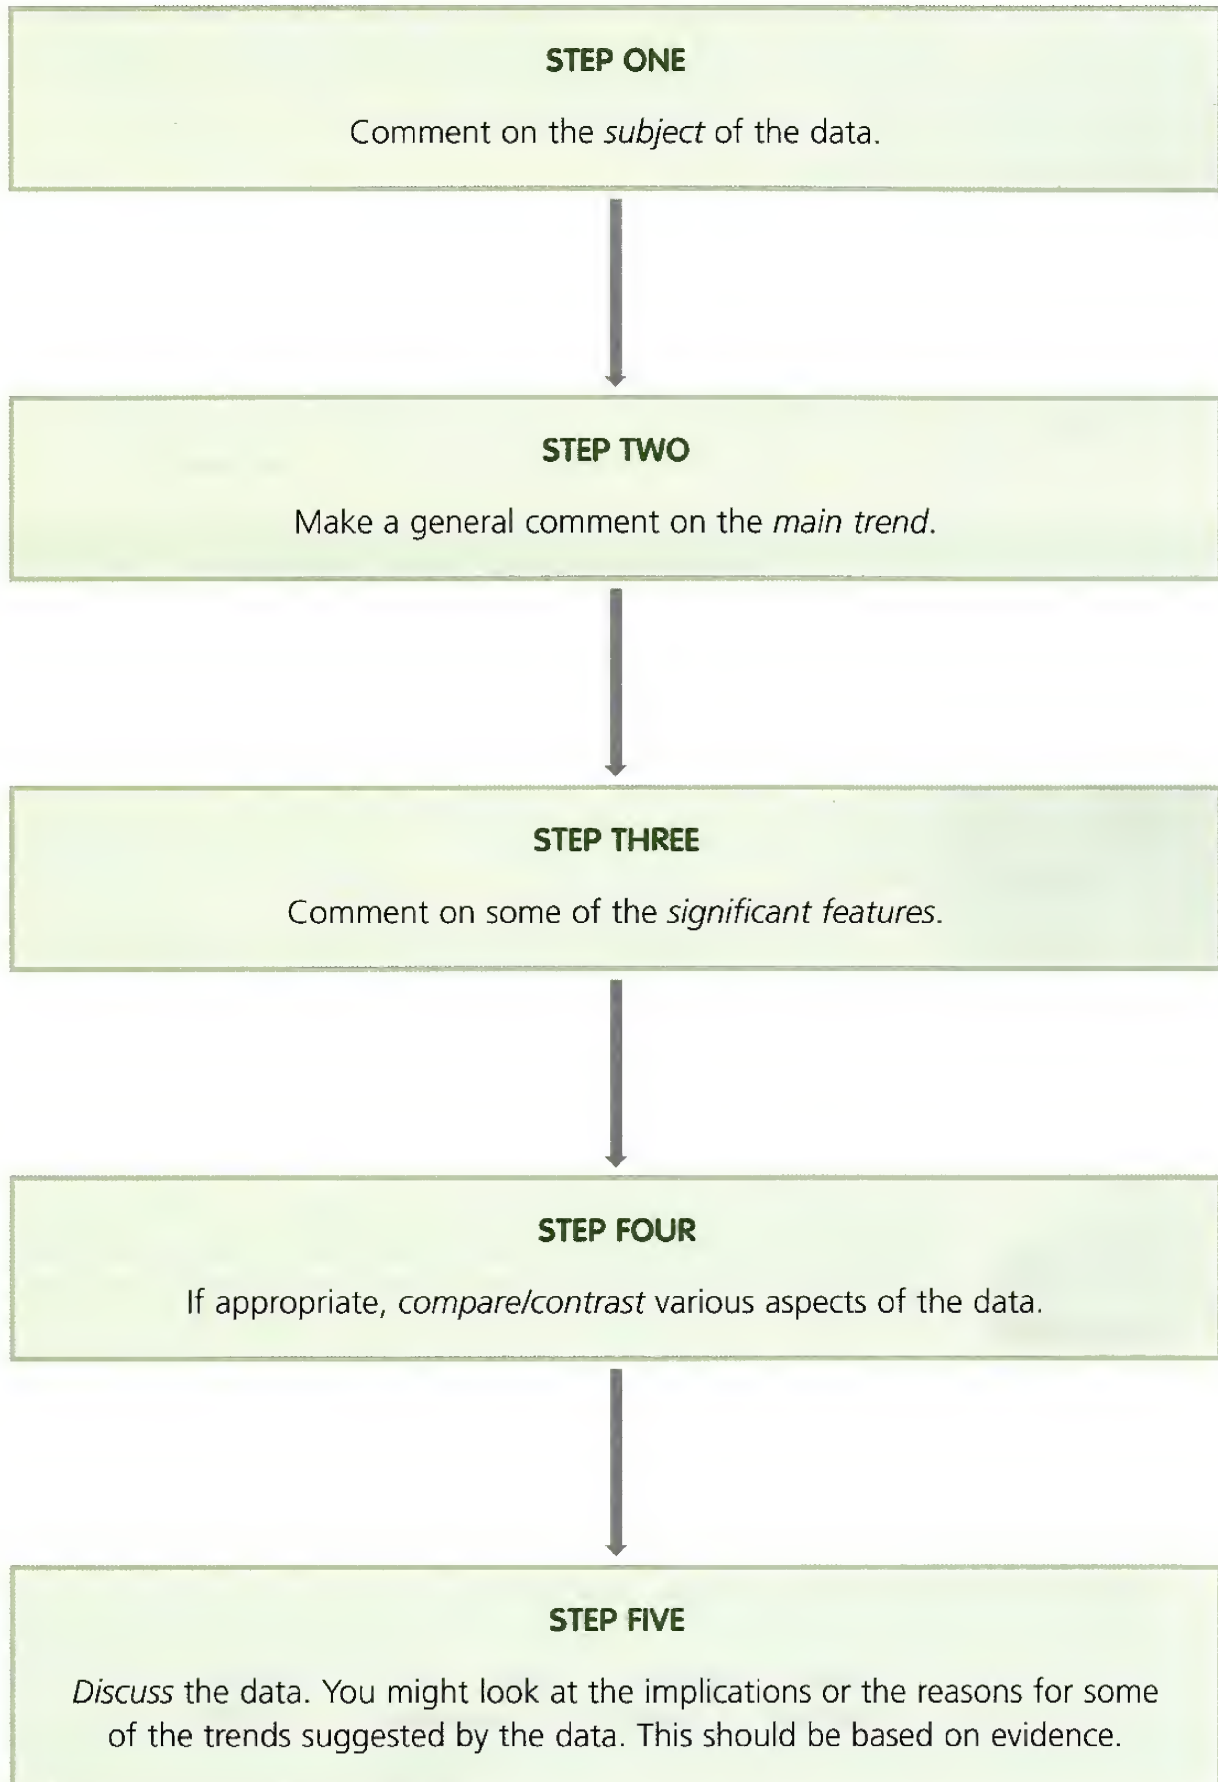 STEP ONE
Comment on the subject of the data.
STEP TWO
Make a general comment on the main trend.
STEP THREE
Comment on some of the significant features.
STEP FOUR
If appropriate, compare/contrast various aspects of the data.
STEP FIVE
Discuss the data. You might look at the implications or the reasons for some
of the trends suggested by the data. This should be based on evidence.